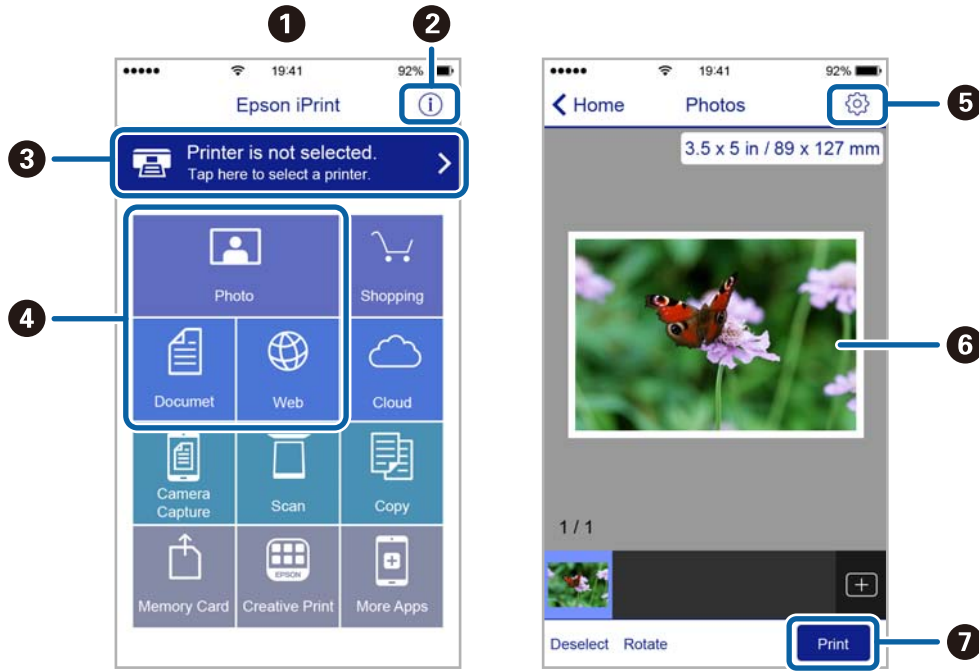 1
2
19:41
92%
Epson iPrint
3
Printer is not selected.
Tap here to select a printer.
4
Photo
Shopping
Documet
Web
Cloud
Camera
Capture
Scan
Copy
EPSON
Memory Card
Creative Print
More Apps
19:41
92%
Home
Photos
5
3.5 x 5 in / 89 x 127 mm
6
1 / 1
Deselect
Rotate
Print
7